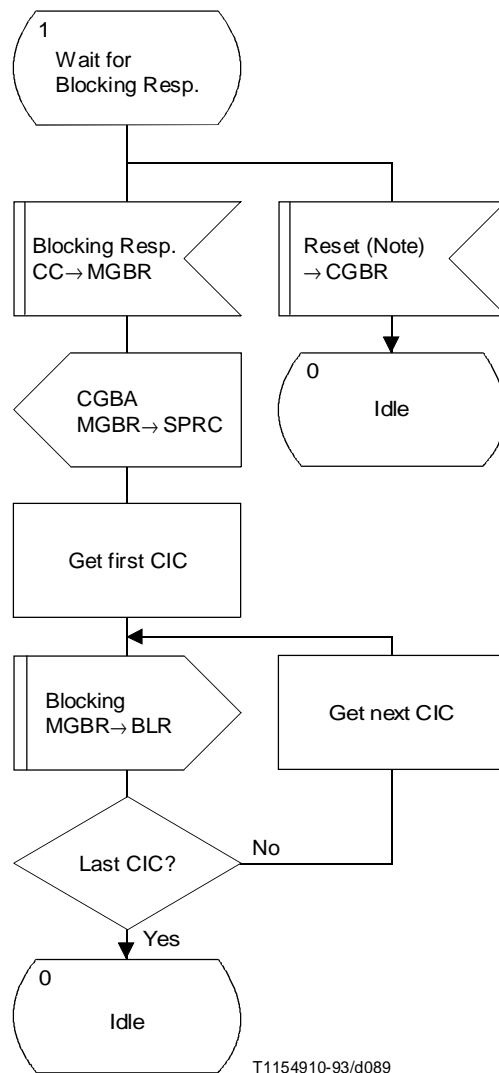 1
Wait for
Blocking Resp.
Blocking Resp.
CC→MGBR
Reset (Note)
→CGBR
CGBA
MGBR→SPRC
0
Idle
Get first CIC
Blocking
MGBR→BLR
Get next CIC
Last CIC?
No
Yes
0
Idle
T1154910-93/d089